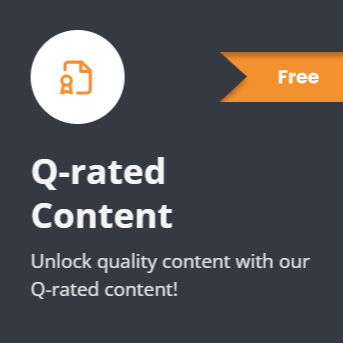 Free
Q-rated
Content
Unlock quality content with our
Q-rated content!